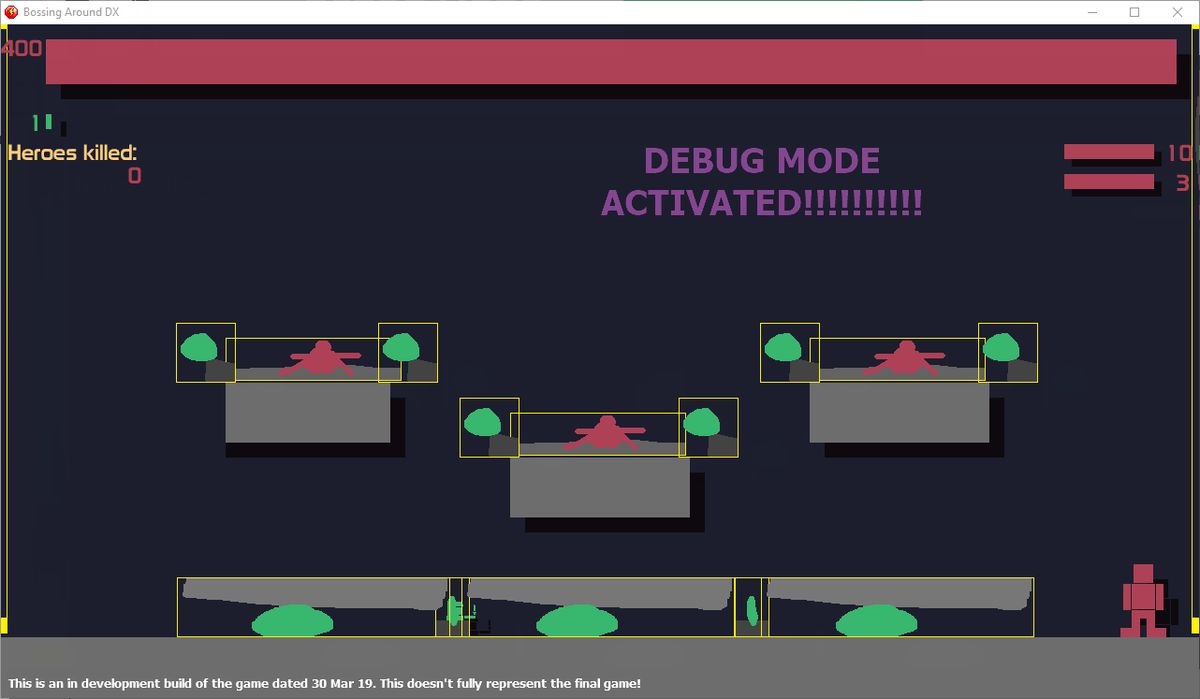 Bossing Around DX
400
1
Heroes killed:
0
DEBUG MODE
ACTIVATED!!!!!!!!!!
10
3
This is an in development build of the game dated 30 Mar 19. This doesn't fully represent the final game!